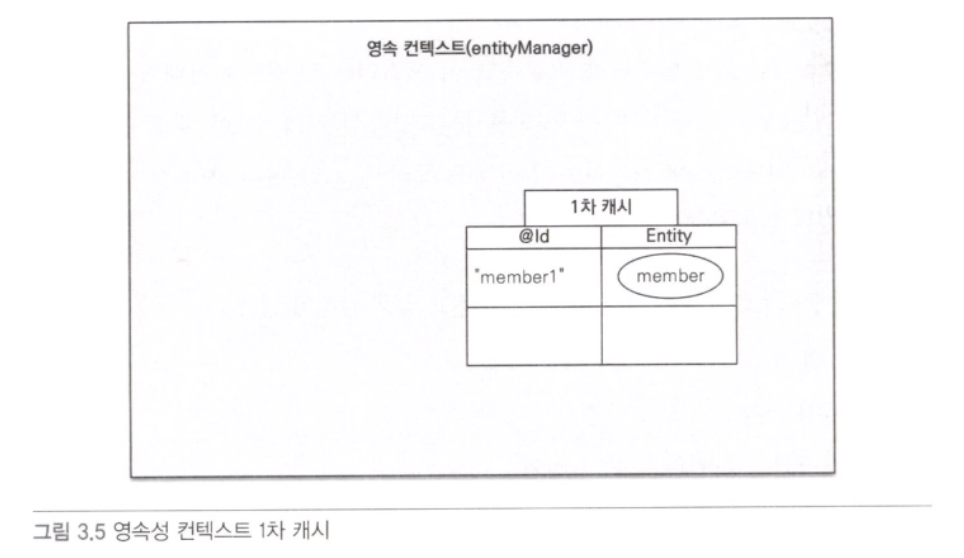 영속 컨텍스트(entityManager)
1차 캐시
@Id Entity
"member1" member
그림 3.5 영속성 컨텍스트 1차 캐시